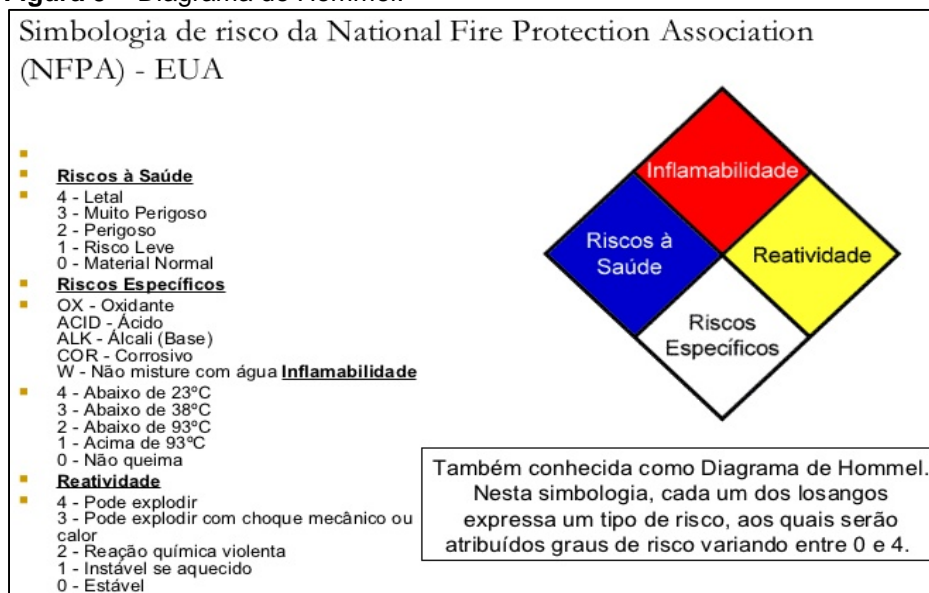 Simbologia de risco da National Fire Protection Association
(NFPA) - EUA
Riscos à Saúde
4 - Letal
3 - Muito Perigoso
2 - Perigoso
1 - Risco Leve
0 - Material Normal
Riscos Específicos
OX - Oxidante
ACID - Ácido
ALK - Álcali (Base)
COR - Corrosivo
W - Não misture com água Inflamabilidade
4 - Abaixo de 23ºC
3 - Abaixo de 38ºC
2 - Abaixo de 93ºC
1 - Acima de 93ºC
0 - Não queima
Reatividade
4 - Pode explodir
3 - Pode explodir com choque mecânico ou
calor
2 - Reação química violenta
1 - Instável se aquecido
0 - Estável
Inflamabilidade
Riscos à
Saúde
Reatividade
Riscos
Específicos
Também conhecida como Diagrama de Hommel.
Nesta simbologia, cada um dos losangos
expressa um tipo de risco, aos quais serão
atribuídos graus de risco variando entre 0 e 4.